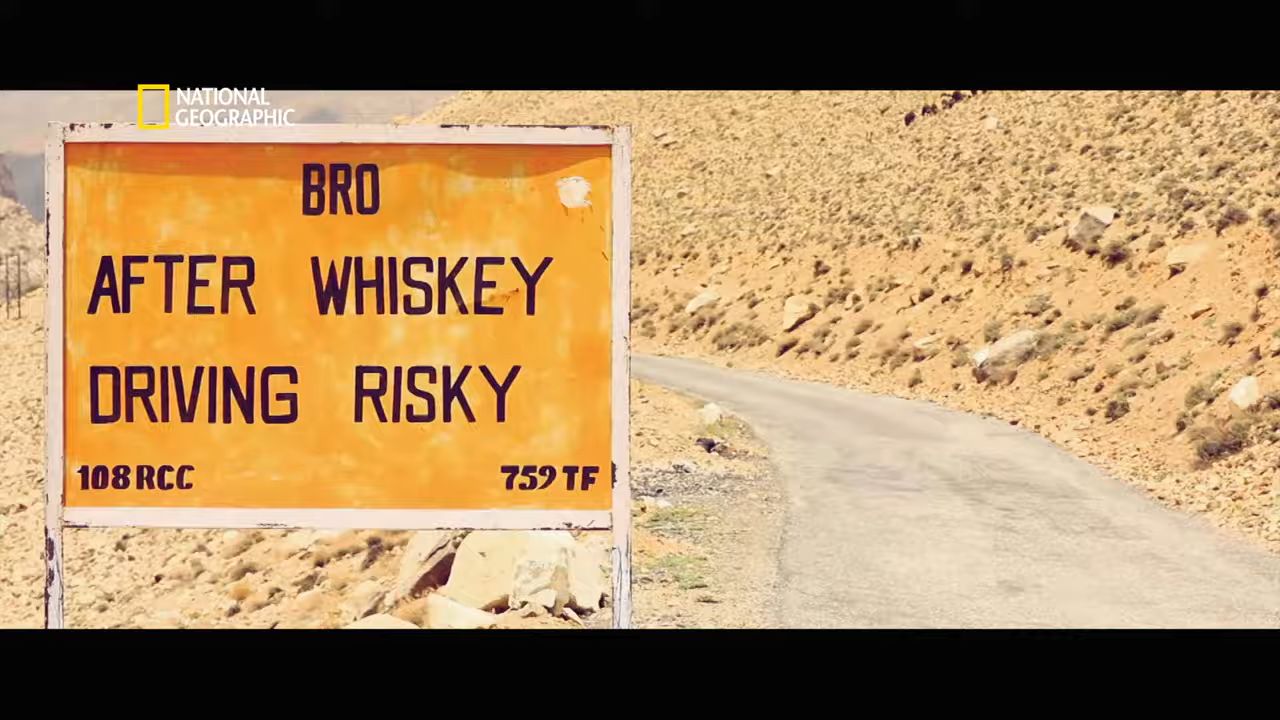 NATIONAL
GEOGRAPHIC
BRO
AFTER WHISKEY
DRIVING RISKY
108 RCC 759 TF